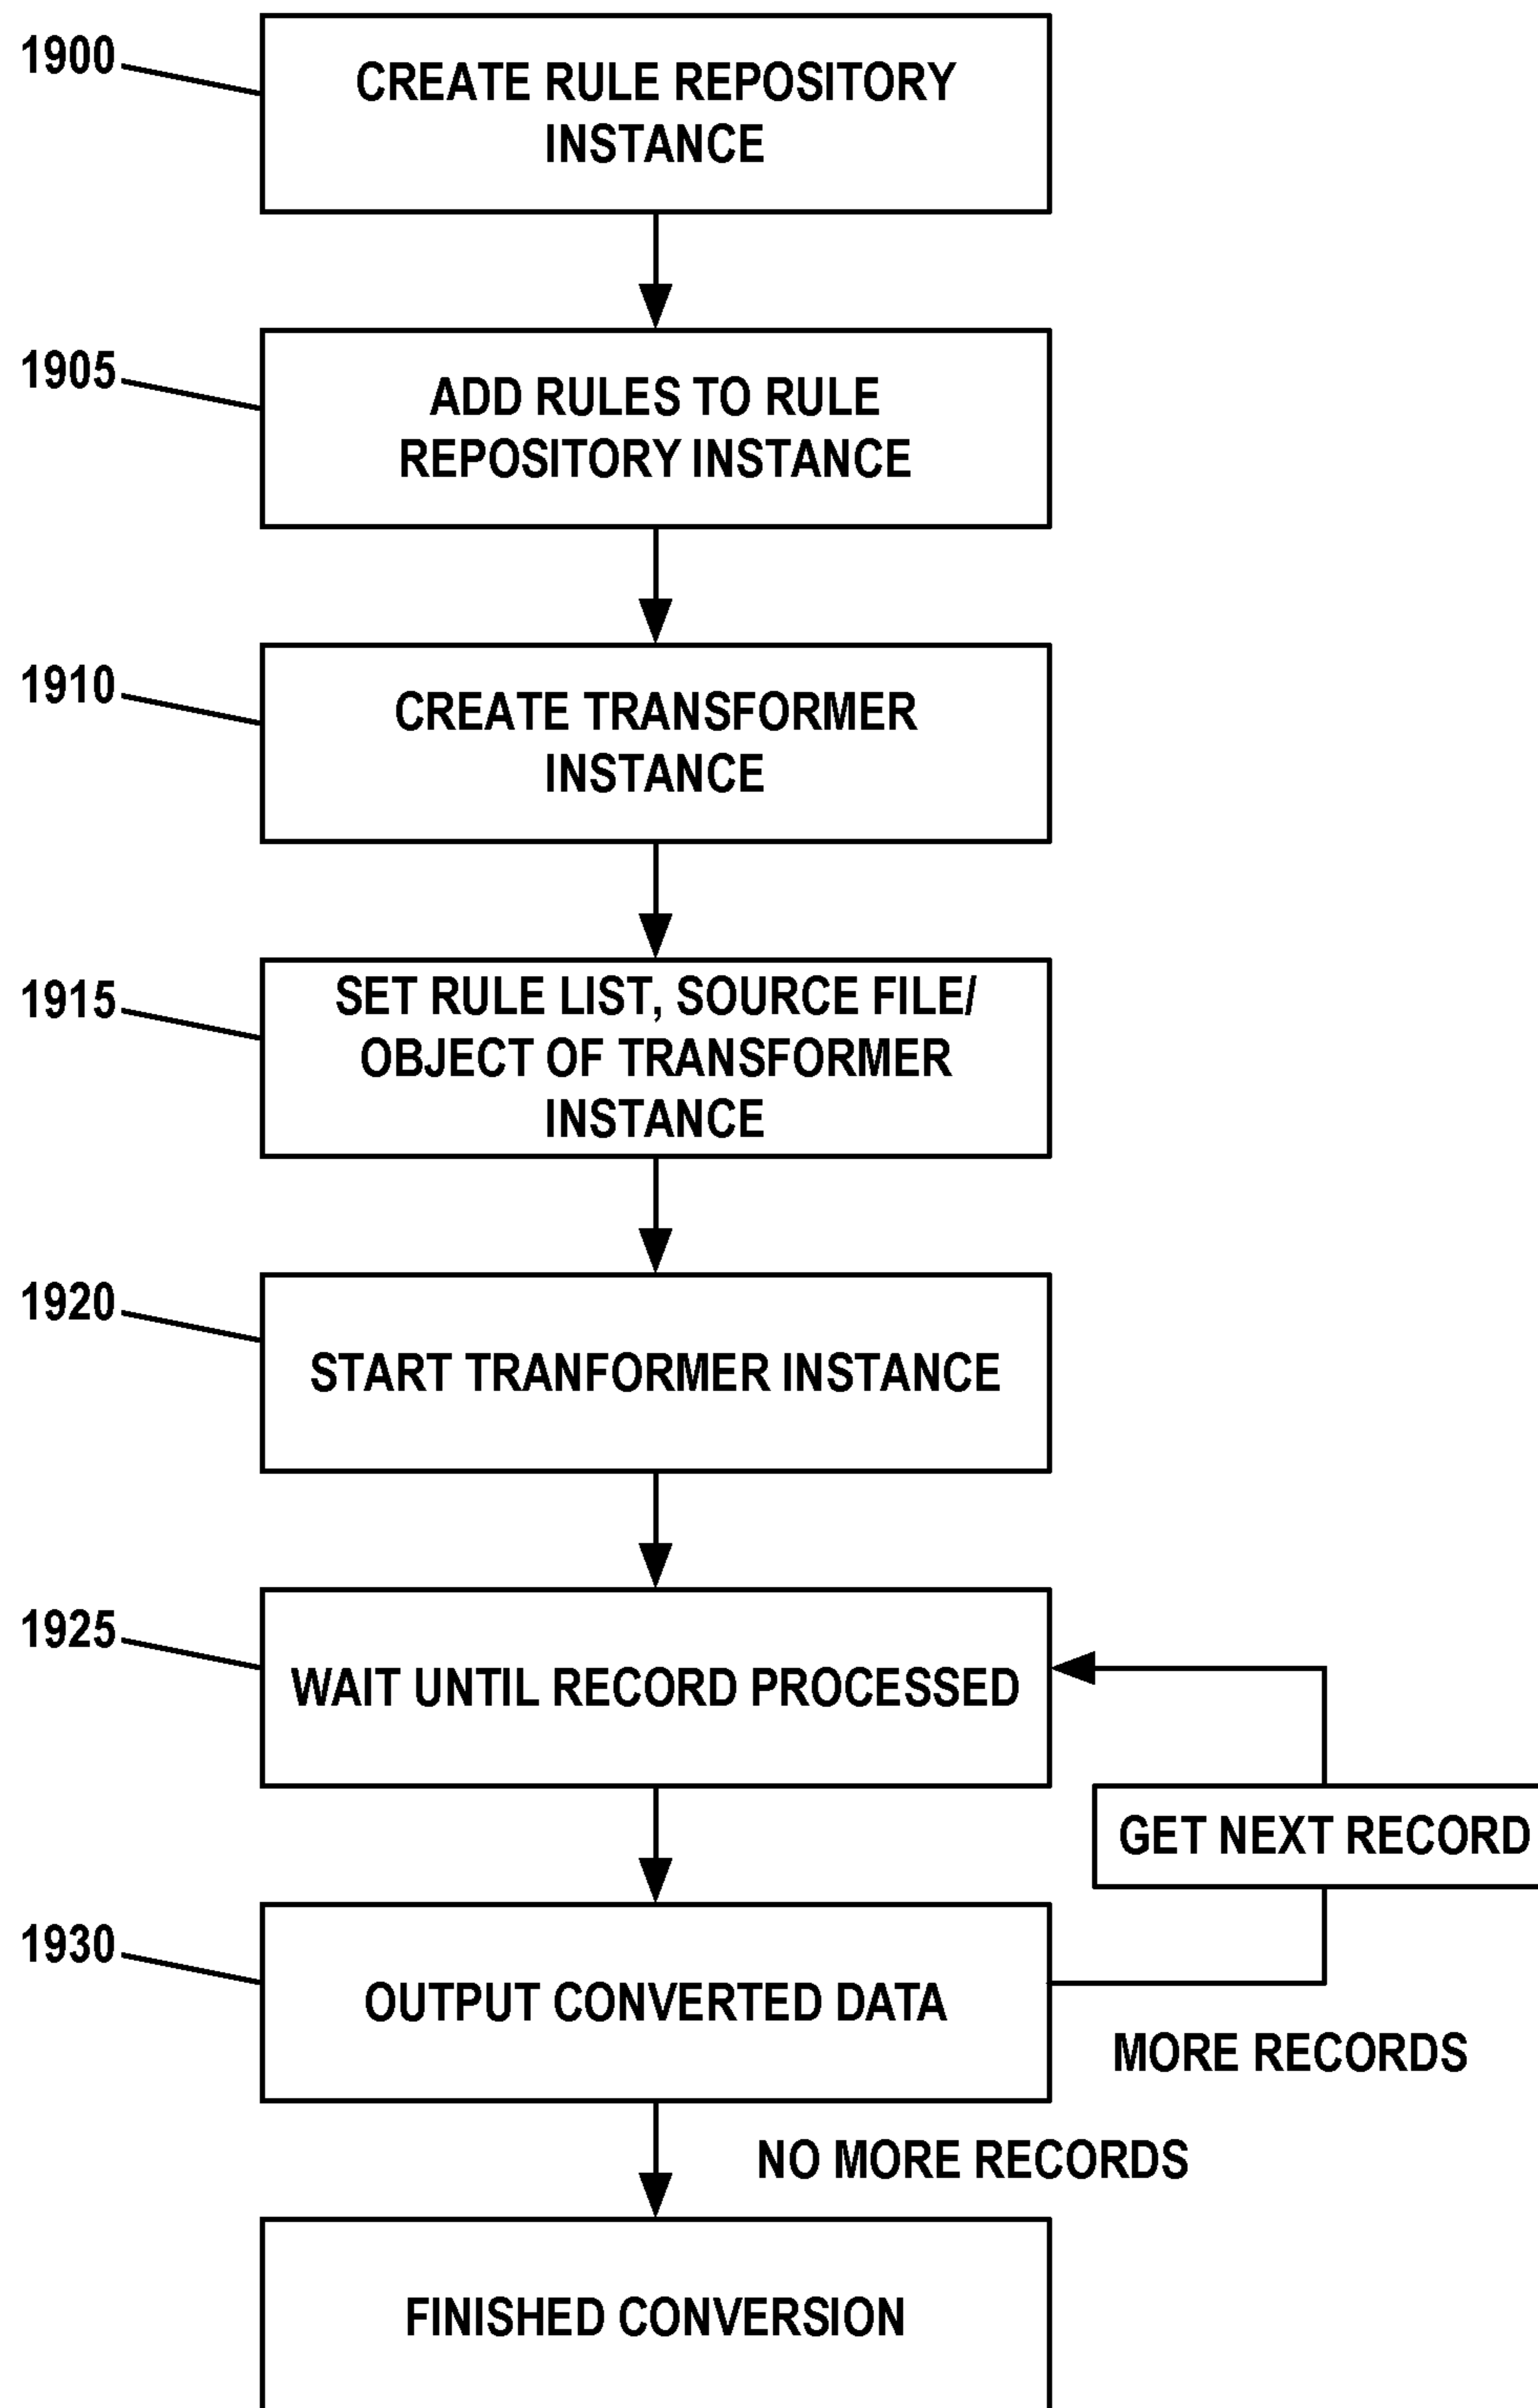 1900
CREATE RULE REPOSITORY
INSTANCE
1905
ADD RULES TO RULE
REPOSITORY INSTANCE
1910
CREATE TRANSFORMER
INSTANCE
1915
SET RULE LIST, SOURCE FILE/
OBJECT OF TRANSFORMER
INSTANCE
1920
START TRANFORMER INSTANCE
1925
WAIT UNTIL RECORD PROCESSED
GET NEXT RECORD
1930
OUTPUT CONVERTED DATA
MORE RECORDS
NO MORE RECORDS
FINISHED CONVERSION